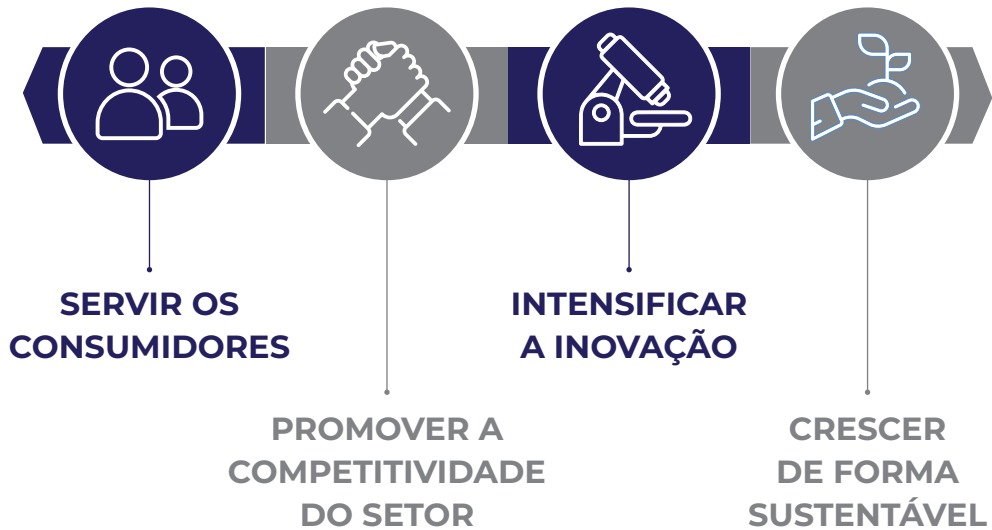 SERVIR OS
CONSUMIDORES
PROMOVER A
COMPETITIVIDADE
DO SETOR
INTENSIFICAR
A INOVAÇÃO
CRESCER
DE FORMA
SUSTENTÁVEL